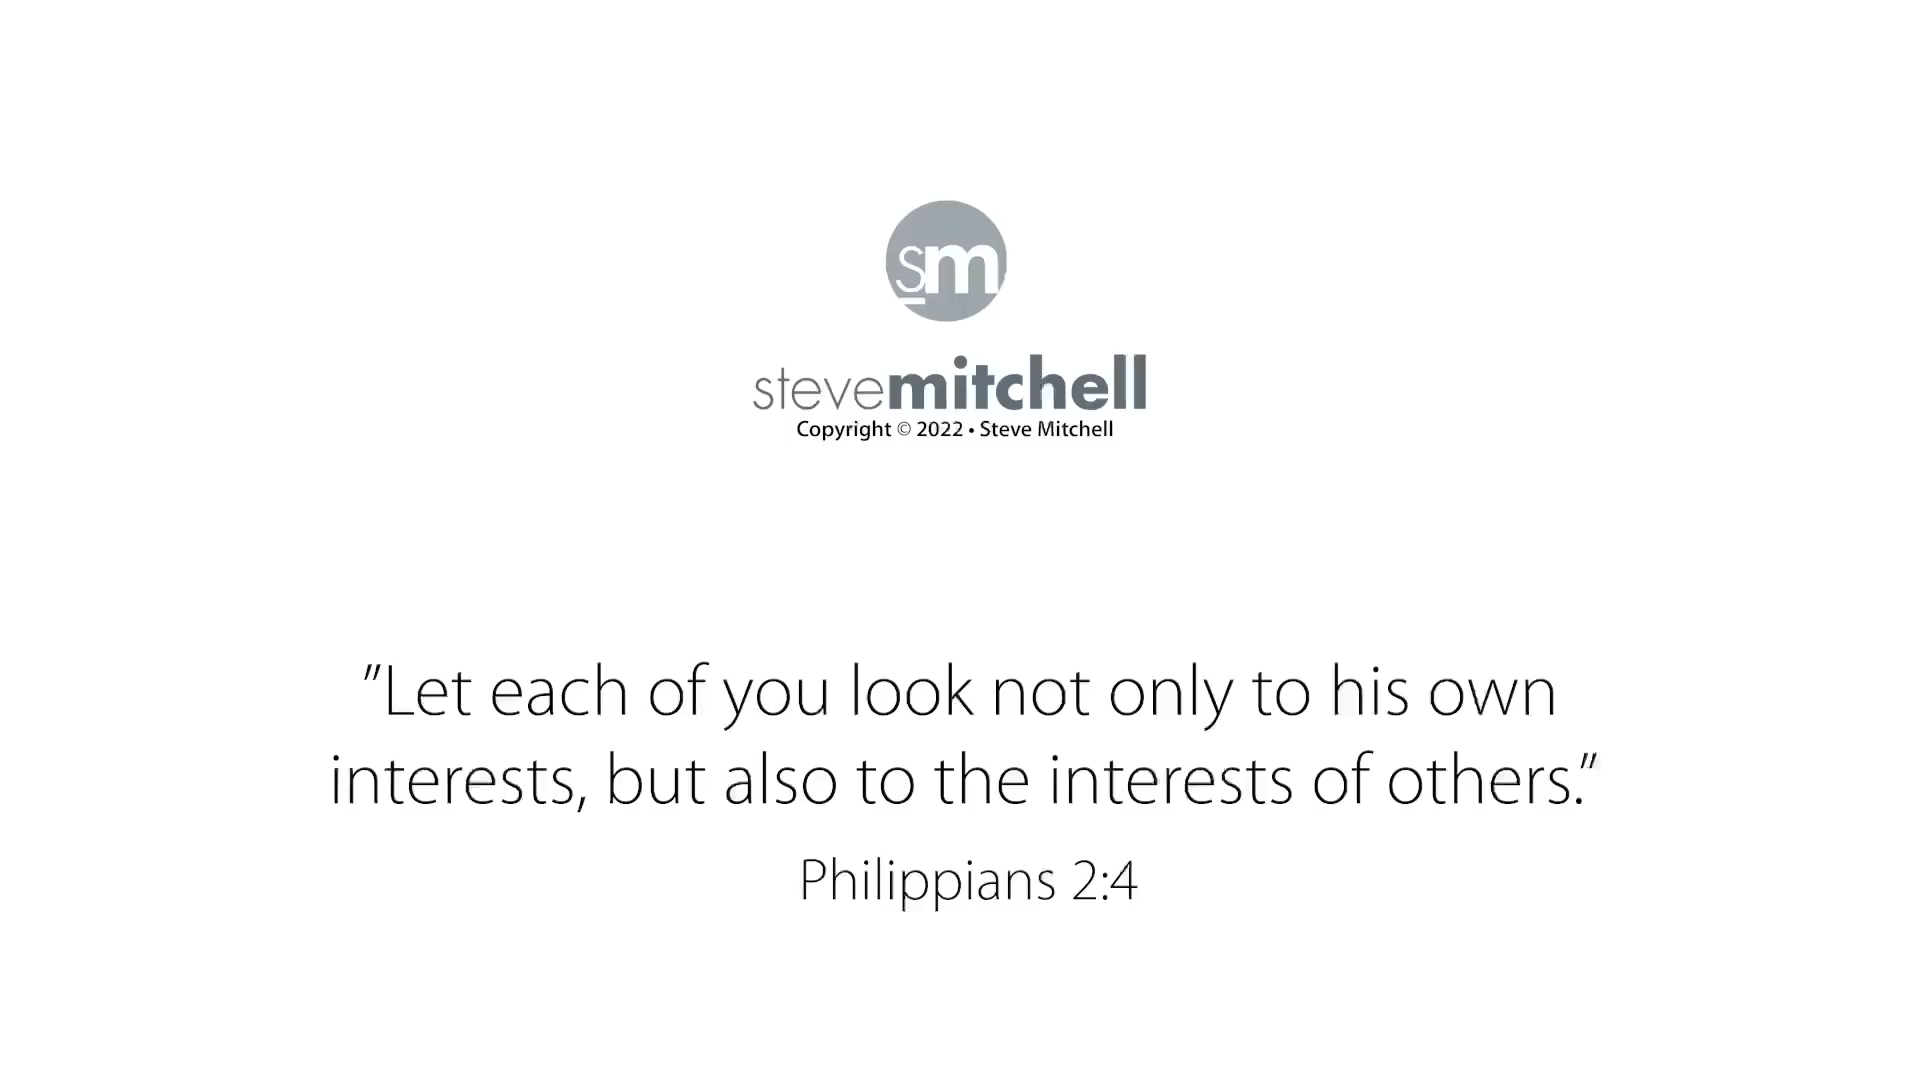 sm
stevemitchell
Copyright © 2022 • Steve Mitchell
"Let each of you look not only to his own
interests, but also to the interests of others."
Philippians 2:4